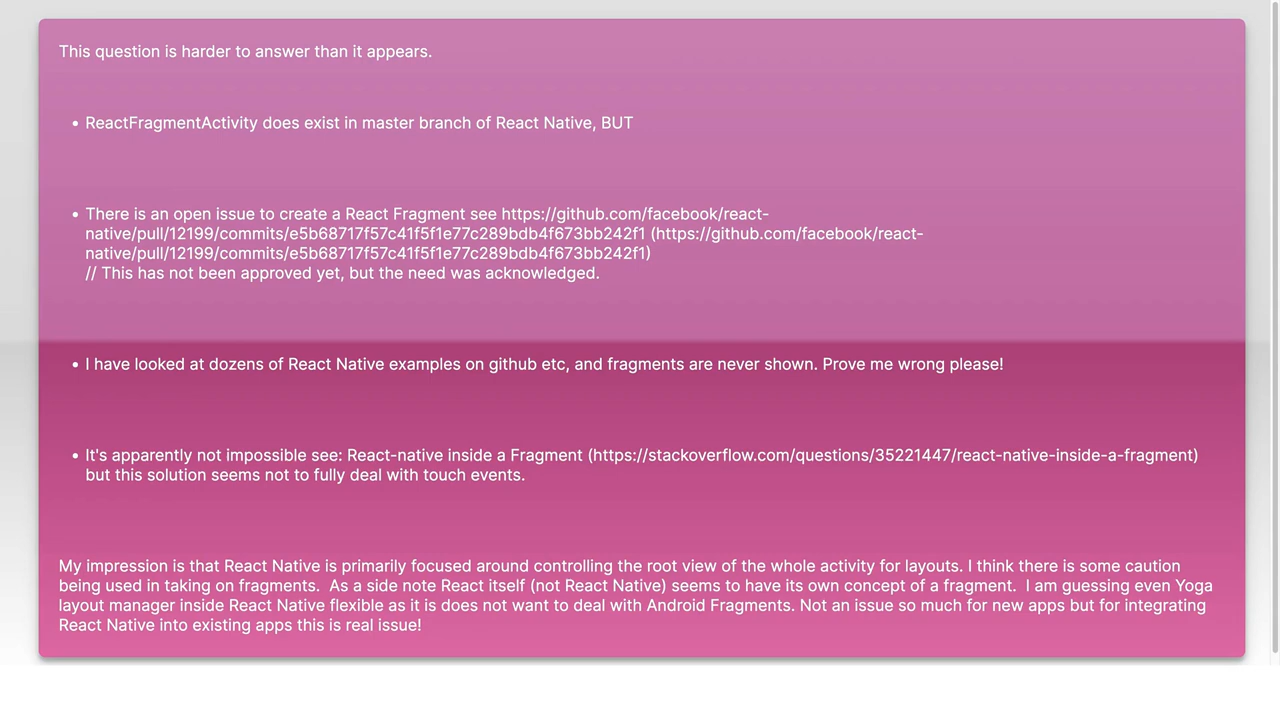 This question is harder to answer than it appears.
• ReactFragmentActivity does exist in master branch of React Native, BUT
• There is an open issue to create a React Fragment see https://github.com/facebook/react-
native/pull/12199/commits/e5b68717f57c41f5f1e77c289bdb4f673bb242f1 (https://github.com/facebook/react-
native/pull/12199/commits/e5b68717f57c41f5f1e77c289bdb4f673bb242f1)
// This has not been approved yet, but the need was acknowledged.
• I have looked at dozens of React Native examples on github etc, and fragments are never shown. Prove me wrong please!
• It's apparently not impossible see: React-native inside a Fragment (https://stackoverflow.com/questions/35221447/react-native-inside-a-fragment)
but this solution seems not to fully deal with touch events.
My impression is that React Native is primarily focused around controlling the root view of the whole activity for layouts. I think there is some caution
being used in taking on fragments.  As a side note React itself (not React Native) seems to have its own concept of a fragment.  I am guessing even Yoga
layout manager inside React Native flexible as it is does not want to deal with Android Fragments. Not an issue so much for new apps but for integrating
React Native into existing apps this is real issue!